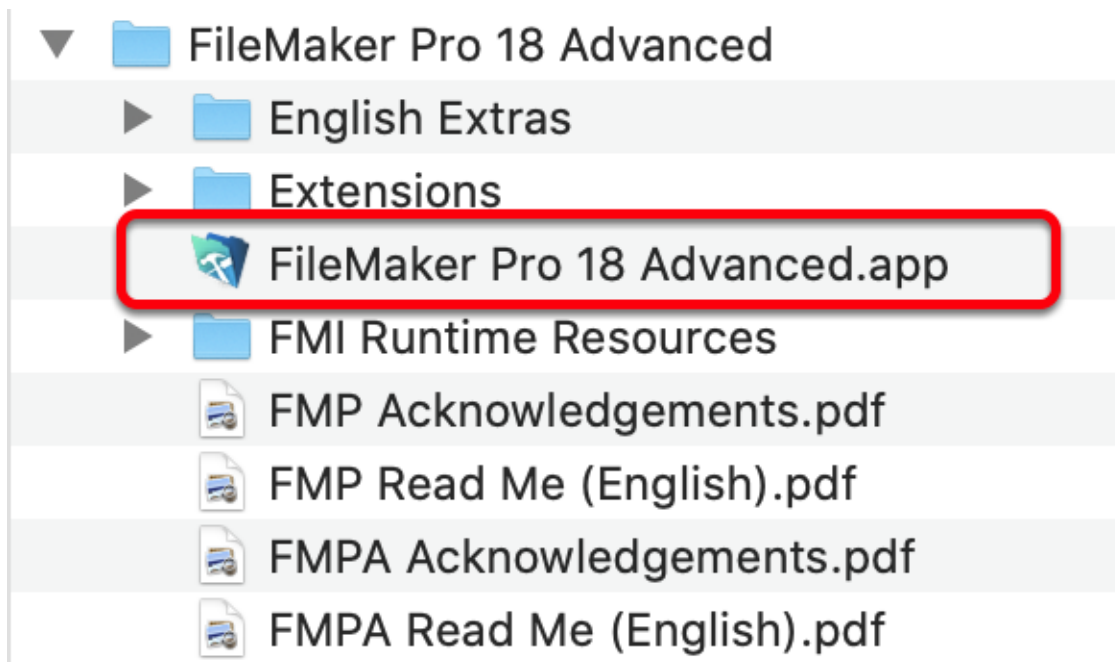 FileMaker Pro 18 Advanced
English Extras
Extensions
FileMaker Pro 18 Advanced.app
FMI Runtime Resources
FMP Acknowledgements.pdf
FMP Read Me (English).pdf
FMPA Acknowledgements.pdf
FMPA Read Me (English).pdf